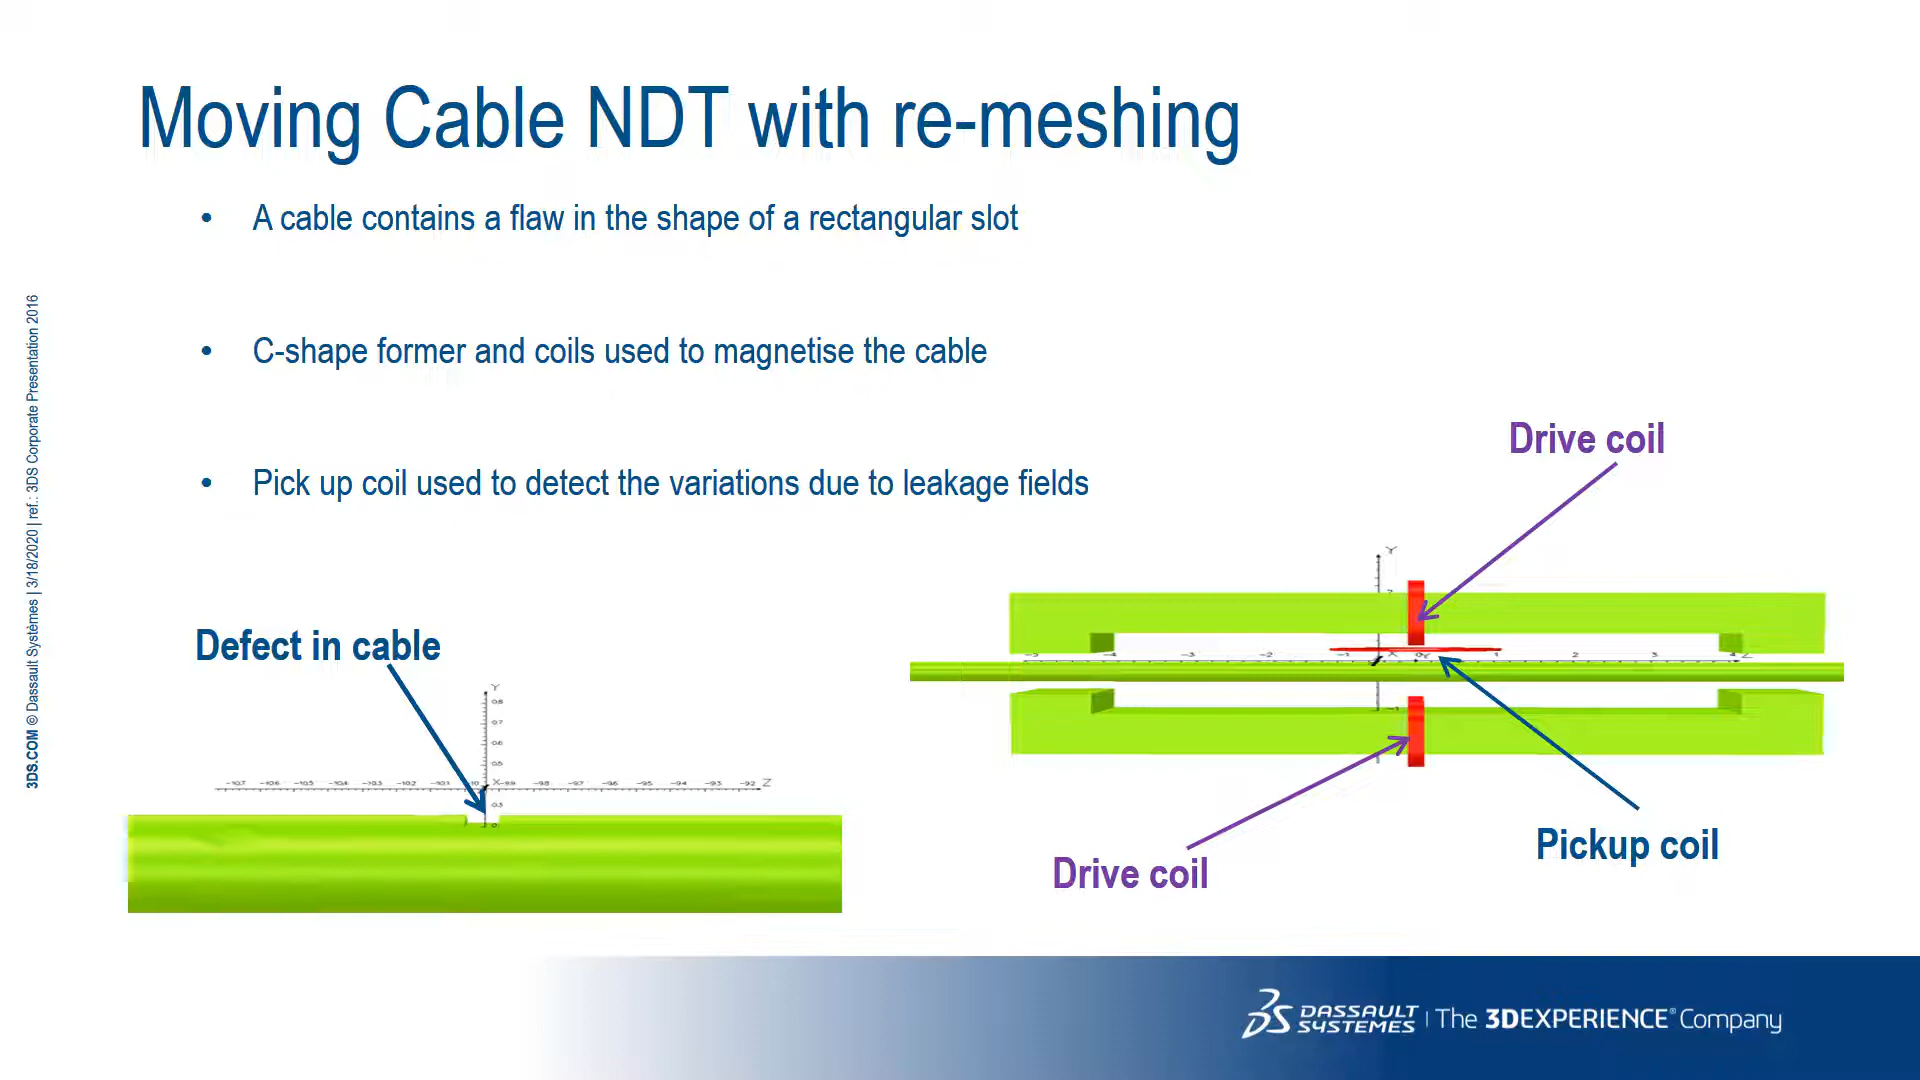 Moving Cable NDT with re-meshing
• A cable contains a flaw in the shape of a rectangular slot
• C-shape former and coils used to magnetise the cable
• Pick up coil used to detect the variations due to leakage fields
3DS.COM © Dassault Systèmes | 3/18/2020 | ref.: 3DS Corporate Presentation 2016
Drive coil
Defect in cable
Drive coil
Pickup coil
Y
X
Z
Y
X
Z
DASSAULT
SYSTEMES | The 3DEXPERIENCE® Company